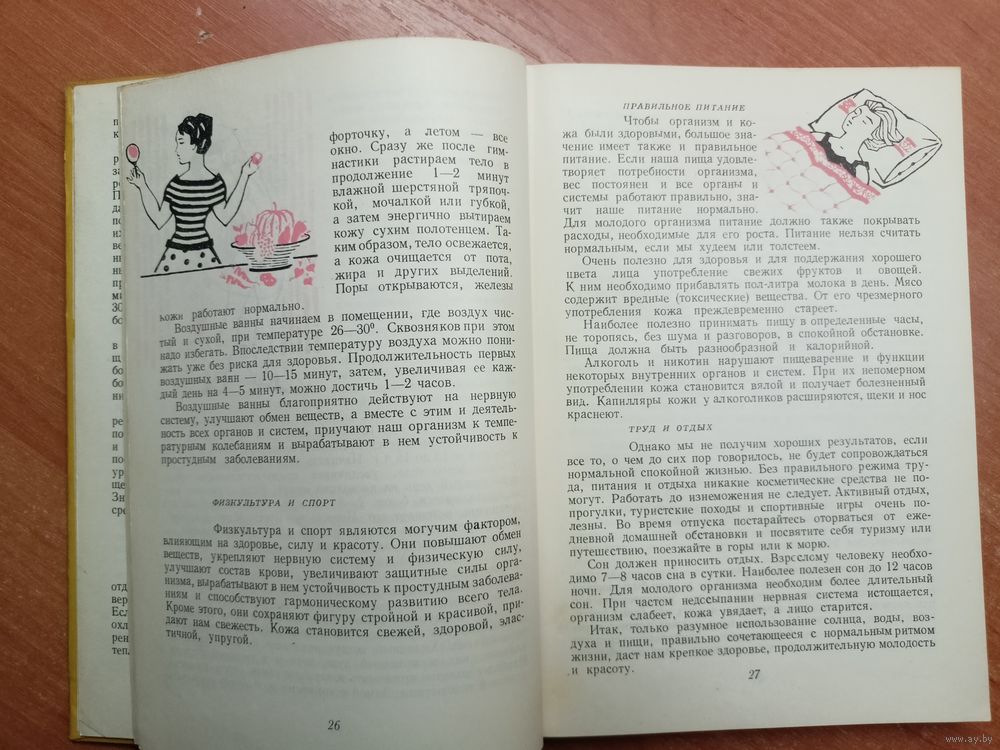 форточку, а летом — все
окно. Сразу же после гим-
настики растираем тело в
продолжение 1—2 минут
влажной шерстяной тряпоч-
кой, мочалкой или губкой,
а затем энергично вытираем
кожу сухим полотенцем. Та-
ким образом, тело освежается,
а кожа очищается от пота,
жира и других выделений.
Поры открываются, железы
кожи работают нормально.
Воздушные ванны начинаем в помещении, где воздух чис-
тый и сухой, при температуре 26—30⁰. Сквозняков при этом
надо избегать. Впоследствии температуру воздуха можно пони-
жать уже без риска для здоровья. Продолжительность первых
воздушных ванн — 10—15 минут, затем, увеличивая ее каж-
дый день на 4—5 минут, можно достичь 1—2 часов.
Воздушные ванны благоприятно действуют на нервную
систему, улучшают обмен веществ, а вместе с этим и деятель-
ность всех органов и систем, приучают наш организм к темпе-
ратурным колебаниям и вырабатывают в нем устойчивость к
простудным заболеваниям.
ФИЗКУЛЬТУРА И СПОРТ
Физкультура и спорт являются могучим фактором,
влияющим на здоровье, силу и красоту. Они повышают обмен
веществ, укрепляют нервную систему и физическую силу,
улучшают состав крови, увеличивают защитные силы орга-
низма, вырабатывают в нем устойчивость к простудным заболева-
ниям и способствуют гармоническому развитию всего тела.
Кроме этого, они сохраняют фигуру стройной и красивой, при-
дают нам свежесть. Кожа становится свежей, здоровой, элас-
тичной, упругой.
26
ПРАВИЛЬНОЕ ПИТАНИЕ
Чтобы организм и ко-
жа были здоровыми, большое зна-
чение имеет также и правильное
питание. Если наша пища удовле-
творяет потребности организма,
вес постоянен и все органы и
системы работают правильно, зна-
чит наше питание нормально.
Для молодого организма питание должно также покрывать
расходы, необходимые для его роста. Питание нельзя считать
нормальным, если мы худеем или толстеем.
Очень полезно для здоровья и для поддержания хорошего
цвета лица употребление свежих фруктов и овощей.
К ним необходимо прибавлять пол-литра молока в день. Мясо
содержит вредные (токсические) вещества. От его чрезмерного
употребления кожа преждевременно стареет.
Наиболее полезно принимать пищу в определенные часы,
не торопясь, без шума и разговоров, в спокойной обстановке.
Пища должна быть разнообразной и калорийной.
Алкоголь и никотин нарушают пищеварение и функции
некоторых внутренних органов и систем. При их непомерном
употреблении кожа становится вялой и получает болезненный
вид. Капилляры кожи у алкоголиков расширяются, щеки и нос
краснеют.
ТРУД И ОТДЫХ
Однако мы не получим хороших результатов, если
все то, о чем до сих пор говорилось, не будет сопровождаться
нормальной спокойной жизнью. Без правильного режима тру-
да, питания и отдыха никакие косметические средства не по-
могут. Работать до изнеможения не следует. Активный отдых,
прогулки, туристские походы и спортивные игры очень по-
лезны. Во время отпуска постарайтесь оторваться от еже-
дневной домашней обстановки и посвятите себя туризму или
путешествию, поезжайте в горы или к морю.
Сон должен приносить отдых. Взрослому человеку необхо-
димо 7—8 часов сна в сутки. Наиболее полезен сон до 12 часов
ночи. Для молодого организма необходим более длительный
сон. При частом недосыпании нервная система истощается,
организм слабеет, кожа увядает, а лицо старится.
Итак, только разумное использование солнца, воды, воз-
духа и пищи, правильно сочетающееся с нормальным ритмом
жизни, даст нам крепкое здоровье, продолжительную молодость
и красоту.
27
www.ay.by